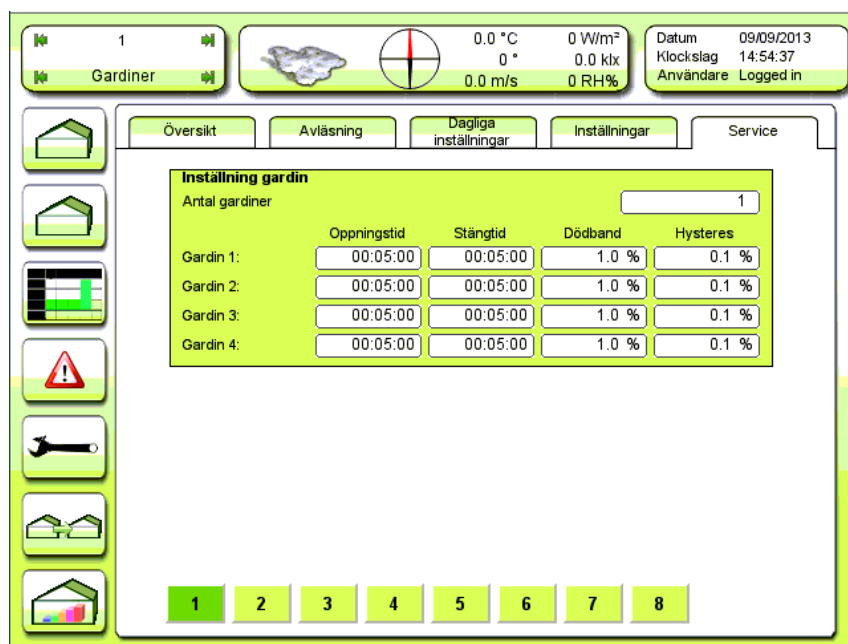 1
Gardiner
0.0 °C
0 °
0.0 m/s
0 W/m²
0.0 klx
0 RH%
Datum 09/09/2013
Klockslag 14:54:37
Användare Logged in
Översikt
Avläsning
Dagliga
inställningar
Inställningar
Service
Inställning gardin
Antal gardiner 1
Oppningstid Stängtid Dödband Hysteres
Gardin 1: 00:05:00 00:05:00 1.0 % 0.1 %
Gardin 2: 00:05:00 00:05:00 1.0 % 0.1 %
Gardin 3: 00:05:00 00:05:00 1.0 % 0.1 %
Gardin 4: 00:05:00 00:05:00 1.0 % 0.1 %
1 2 3 4 5 6 7 8